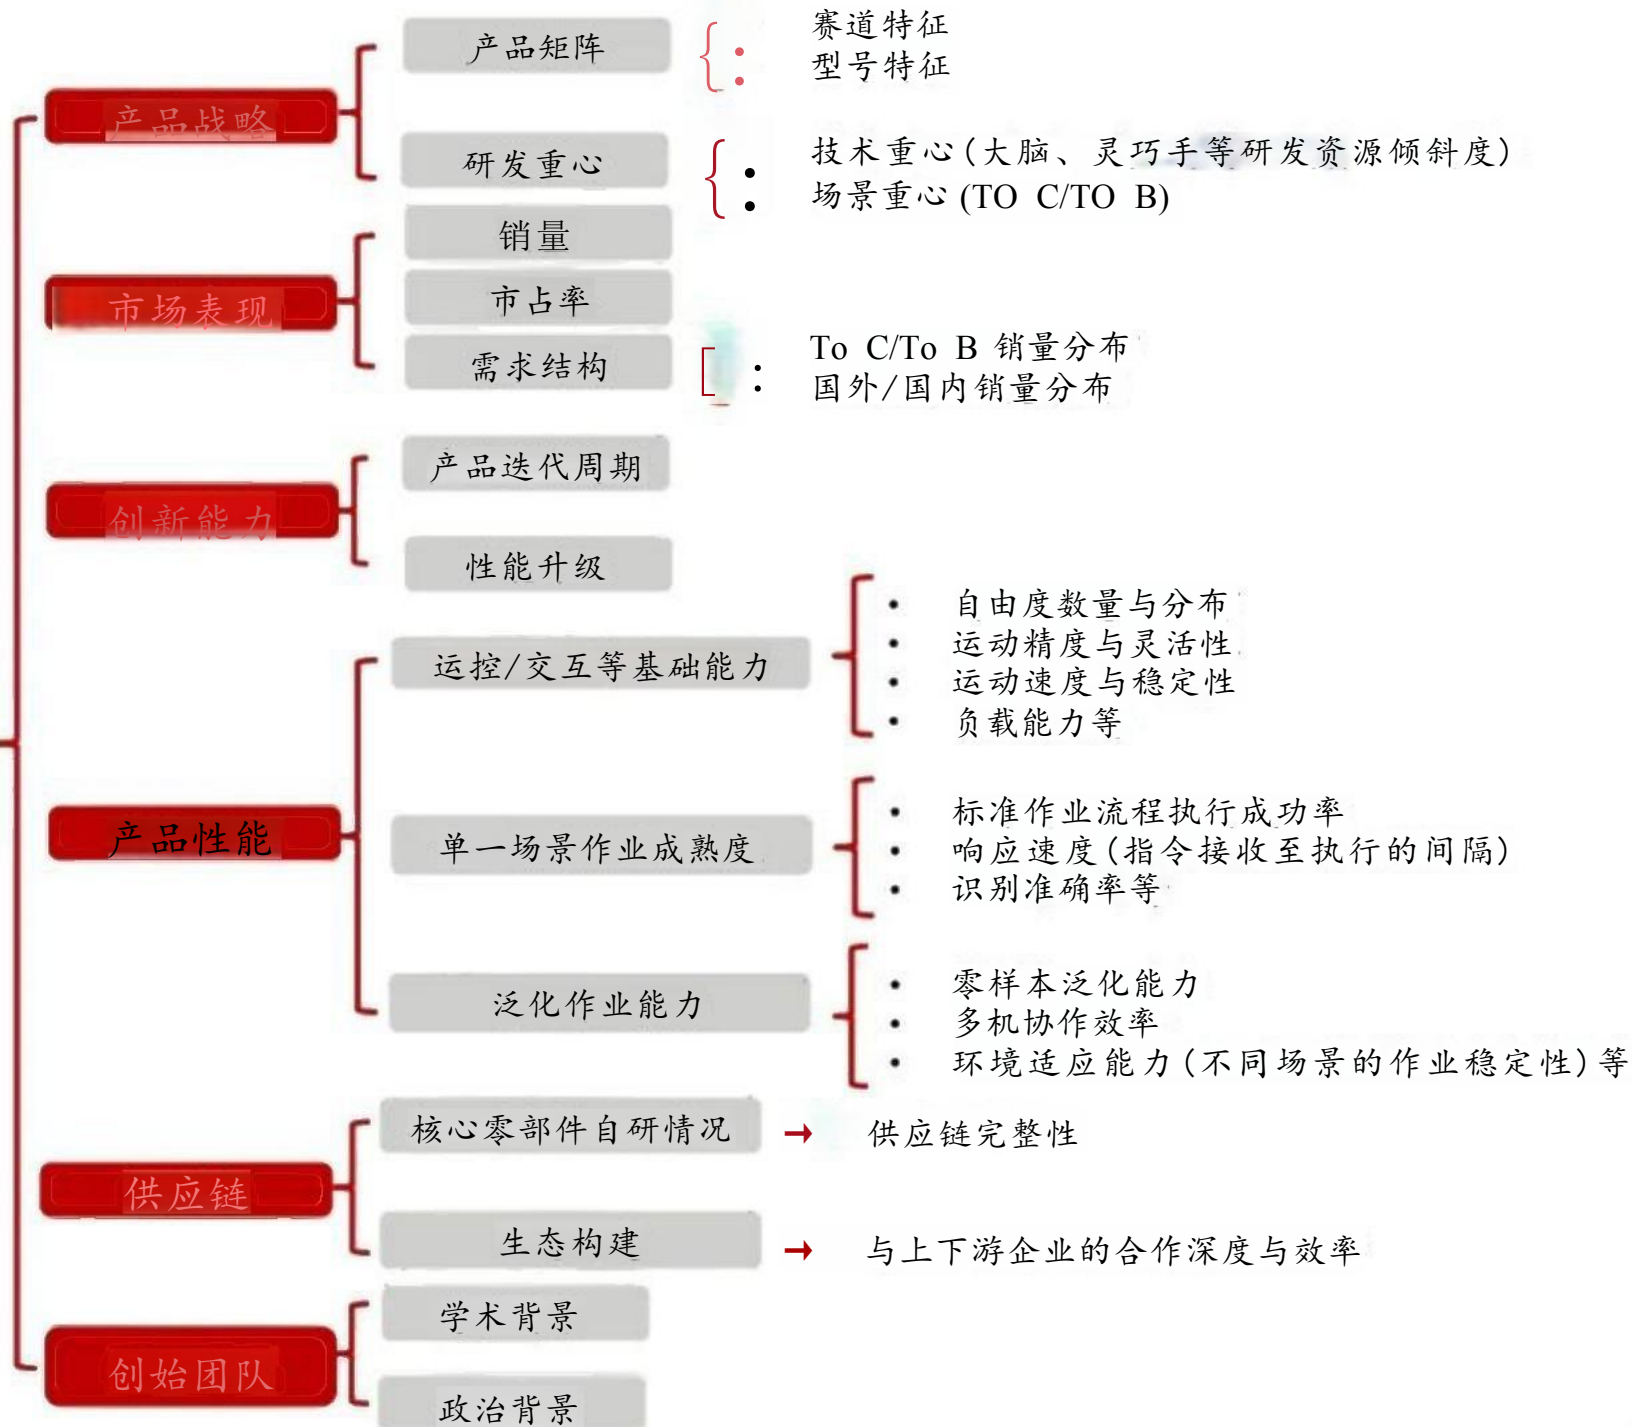 产品战略
产品矩阵
赛道特征
型号特征
研发重心
技术重心(大脑、灵巧手等研发资源倾斜度)
场景重心 (TO C/TO B)
市场表现
销量
市占率
需求结构
To C/To B 销量分布
国外/国内销量分布
创新能力
产品迭代周期
性能升级
产品性能
运控/交互等基础能力
• 自由度数量与分布
• 运动精度与灵活性
• 运动速度与稳定性
• 负载能力等
单一场景作业成熟度
• 标准作业流程执行成功率
• 响应速度(指令接收至执行的间隔)
• 识别准确率等
泛化作业能力
• 零样本泛化能力
• 多机协作效率
• 环境适应能力(不同场景的作业稳定性)等
供应链
核心零部件自研情况
→ 供应链完整性
生态构建
→ 与上下游企业的合作深度与效率
创始团队
学术背景
政治背景